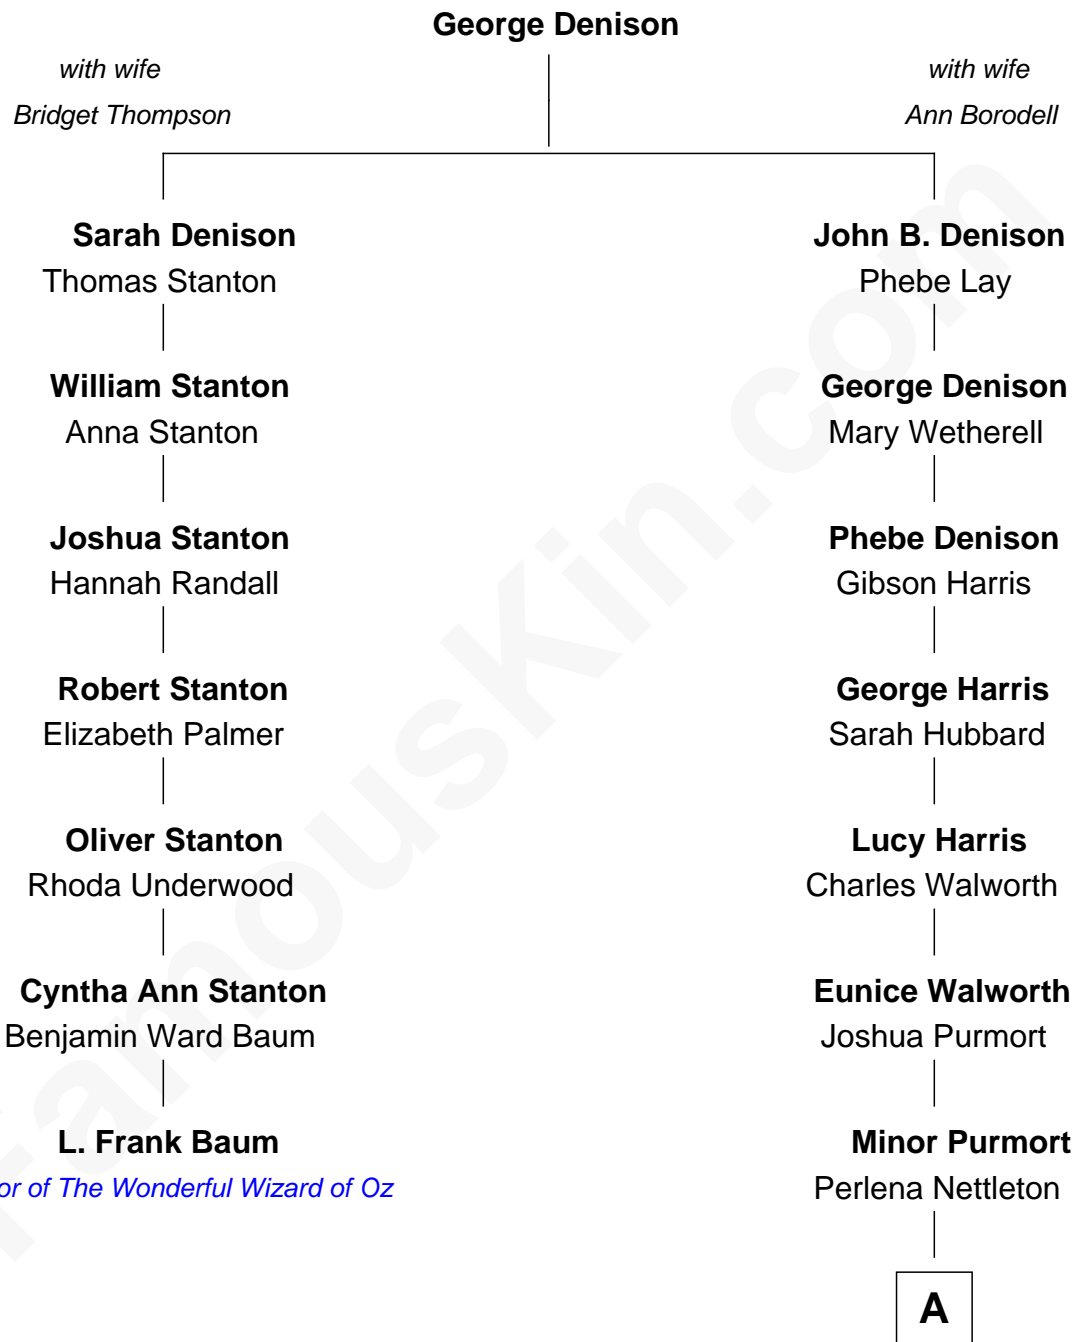 George Denison
with wife
Bridget Thompson
with wife
Ann Borodell
Sarah Denison
Thomas Stanton
William Stanton
Anna Stanton
Joshua Stanton
Hannah Randall
Robert Stanton
Elizabeth Palmer
Oliver Stanton
Rhoda Underwood
Cyntha Ann Stanton
Benjamin Ward Baum
L. Frank Baum
or of The Wonderful Wizard of Oz
John B. Denison
Phebe Lay
George Denison
Mary Wetherell
Phebe Denison
Gibson Harris
George Harris
Sarah Hubbard
Lucy Harris
Charles Walworth
Eunice Walworth
Joshua Purmort
Minor Purmort
Perlena Nettleton
A
FamousKin.com